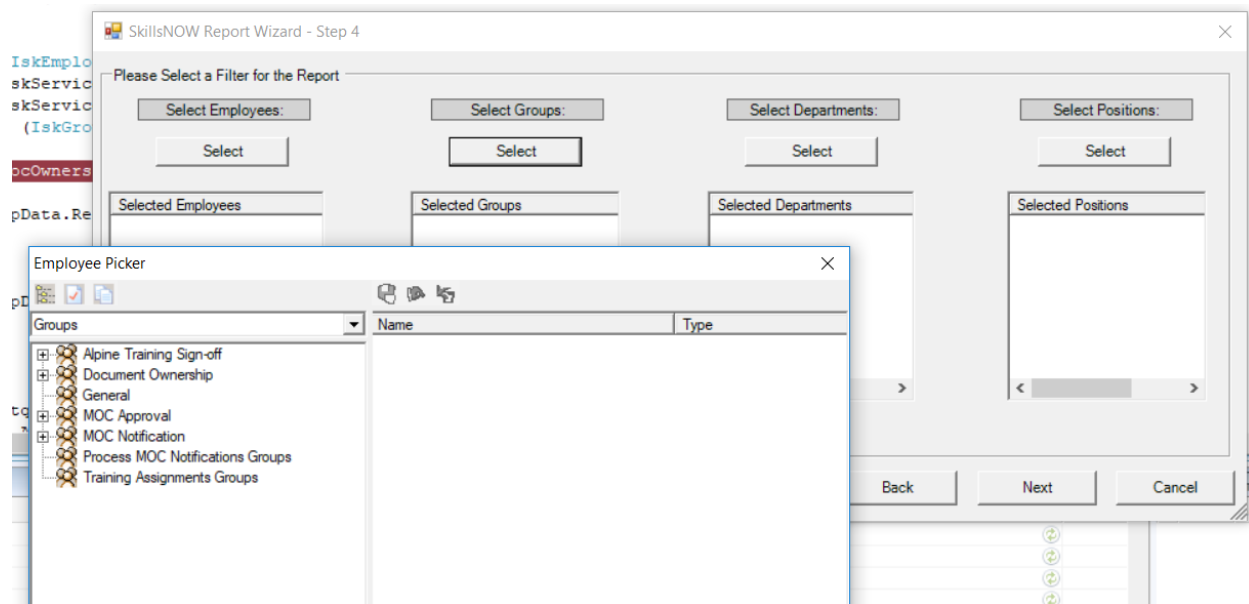 SkillsNOW Report Wizard - Step 4
IskEmplo
skServic
skServic
(IskGro
ocOwners
pData.Re
Please Select a Filter for the Report
Select Employees:
Select Groups:
Select Departments:
Select Positions:
Select
Select
Select
Select
Selected Employees
Selected Groups
Selected Departments
Selected Positions
Employee Picker
Groups
Name
Type
Alpine Training Sign-off
Document Ownership
General
MOC Approval
MOC Notification
Process MOC Notifications Groups
Training Assignments Groups
Back
Next
Cancel